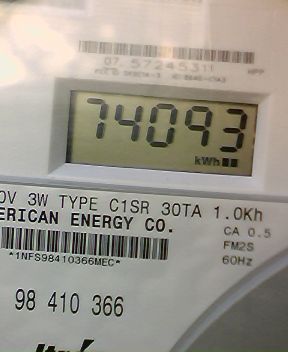 07 57245311
74093
kWh
0V 3W TYPE C1SR 30TA 1.0Kh
ERICAN ENERGY CO.
CA 0.5
FM2S
60Hz
*1NFS98410366MEC*
98 410 366